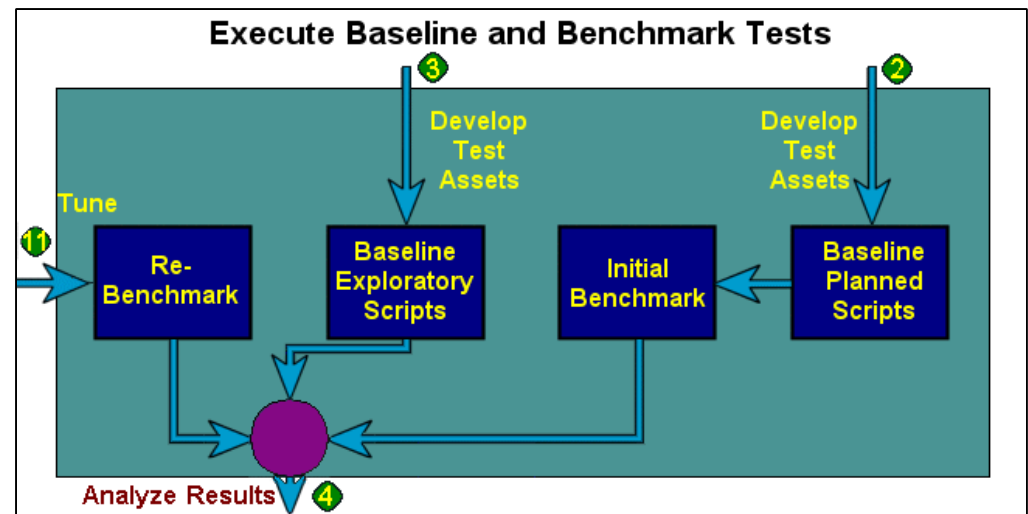 Execute Baseline and Benchmark Tests
3
2
Develop
Test
Assets
Develop
Test
Assets
Tune
11
Re-
Benchmark
Baseline
Exploratory
Scripts
Initial
Benchmark
Baseline
Planned
Scripts
Analyze Results
4